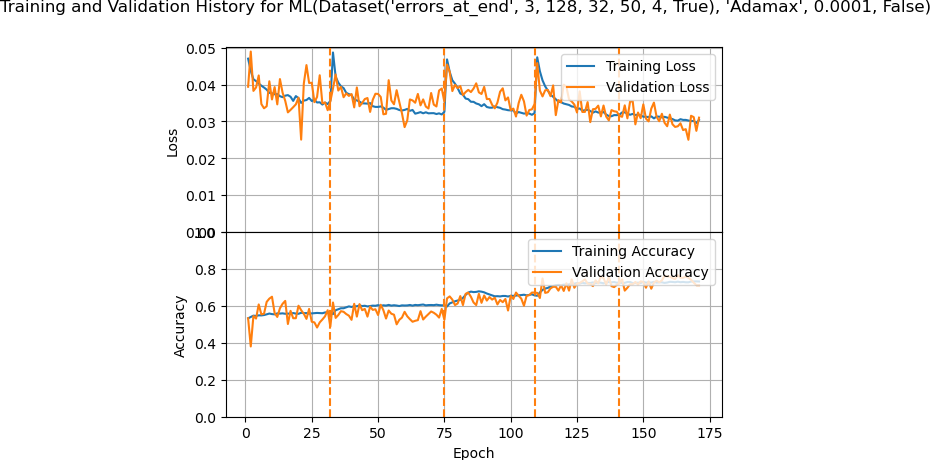 Training and Validation History for ML(Dataset('errors_at_end', 3, 128, 32, 50, 4, True), 'Adamax', 0.0001, False)
0.05
0.04
0.03
0.02
0.01
0.00
Loss
Training Loss
Validation Loss
1.0
0.8
0.6
0.4
0.2
0.0
Accuracy
Training Accuracy
Validation Accuracy
0
25
50
75
100
125
150
175
Epoch